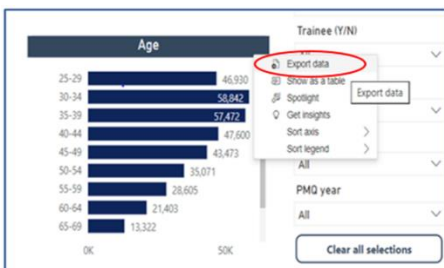 Trainee (Y/N)
Age
Export data
Show as a table
Export data
Spotlight
Get insights
Sort axis
Sort legend
25-29 46,930
30-34 58,842
35-39 57,472
40-44 47,600
45-49 43,473
50-54 35,071
55-59 28,605
60-64 21,403
65-69 13,322
0K 50K
All
PMQ year
All
Clear all selections